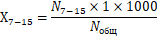 X₇₋₁₅ = N₇₋₁₅ × 1 × 1000 / Nобщ